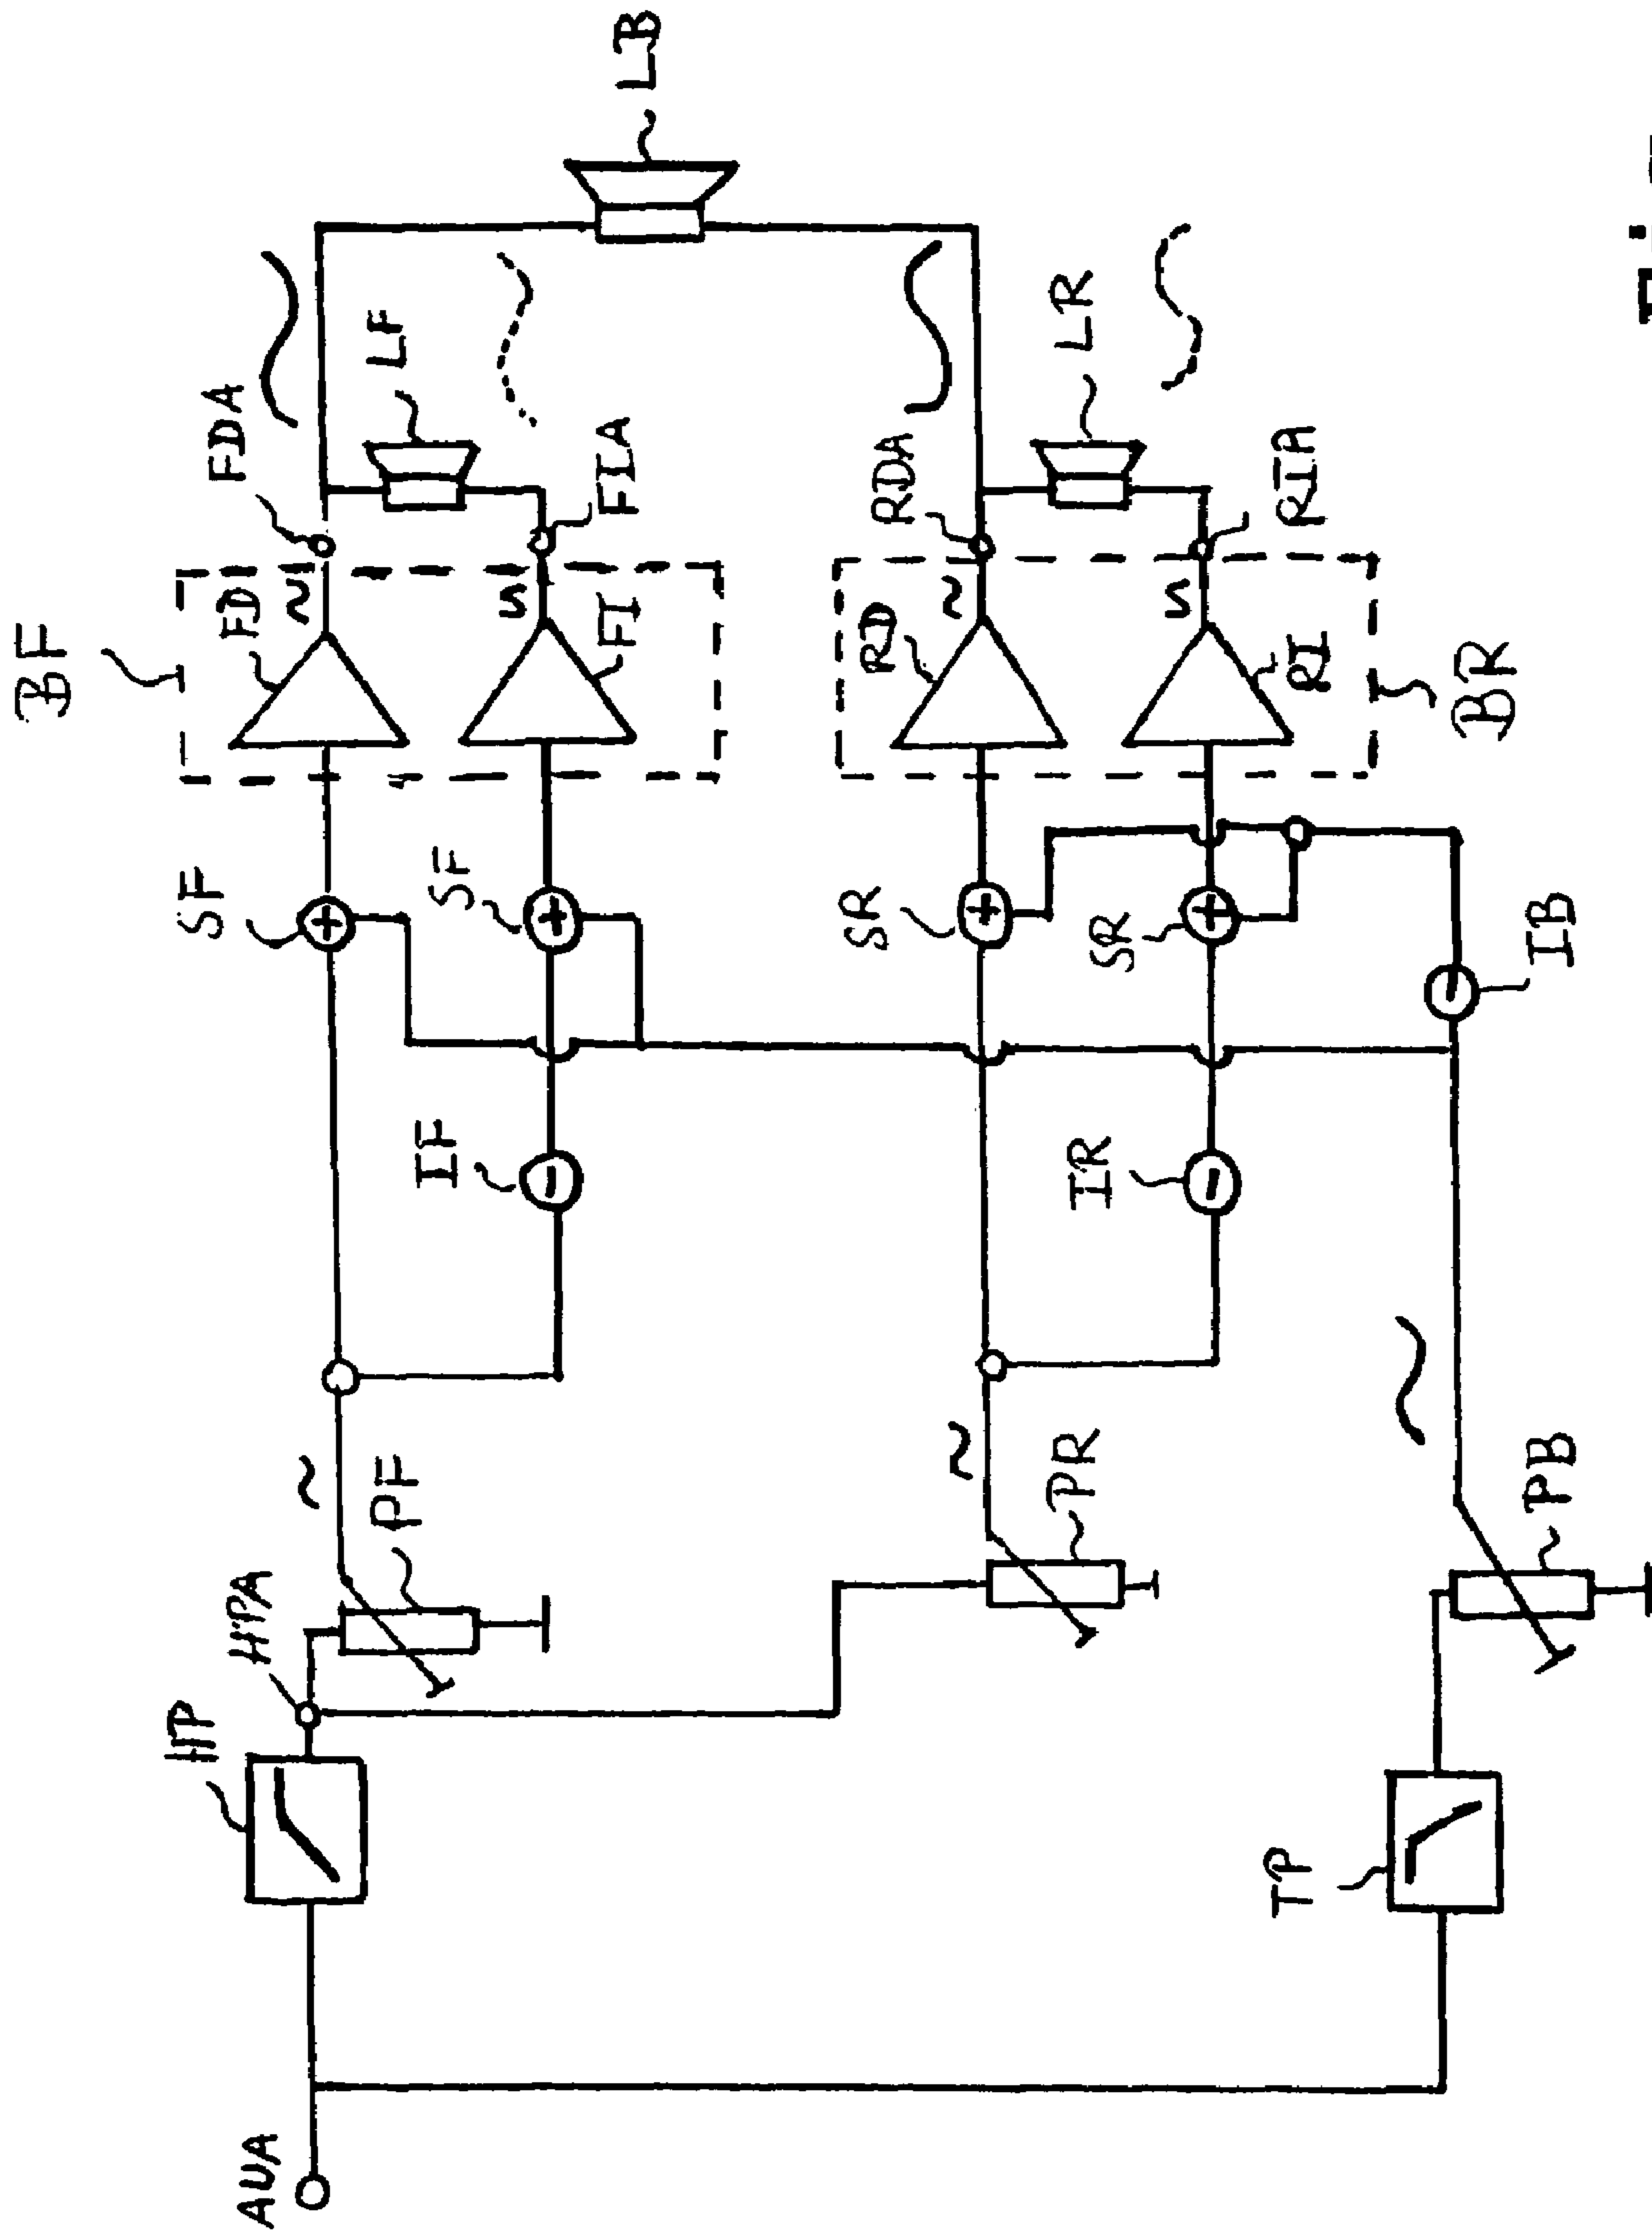 BF
SF
FD
FDA
HP
HPA
PF
IF
SF
FI
FIA
LF
LB
SR
RD
RDA
PR
IR
SR
RI
RIA
LR
BR
AUA
TP
PB
IB